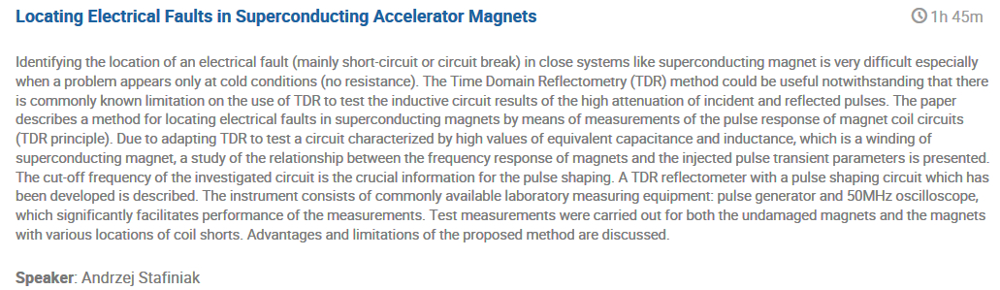 Locating Electrical Faults in Superconducting Accelerator Magnets 1h 45m
Identifying the location of an electrical fault (mainly short-circuit or circuit break) in close systems like superconducting magnet is very difficult especially
when a problem appears only at cold conditions (no resistance). The Time Domain Reflectometry (TDR) method could be useful notwithstanding that there
is commonly known limitation on the use of TDR to test the inductive circuit results of the high attenuation of incident and reflected pulses. The paper
describes a method for locating electrical faults in superconducting magnets by means of measurements of the pulse response of magnet coil circuits
(TDR principle). Due to adapting TDR to test a circuit characterized by high values of equivalent capacitance and inductance, which is a winding of
superconducting magnet, a study of the relationship between the frequency response of magnets and the injected pulse transient parameters is presented.
The cut-off frequency of the investigated circuit is the crucial information for the pulse shaping. A TDR reflectometer with a pulse shaping circuit which has
been developed is described. The instrument consists of commonly available laboratory measuring equipment: pulse generator and 50MHz oscilloscope,
which significantly facilitates performance of the measurements. Test measurements were carried out for both the undamaged magnets and the magnets
with various locations of coil shorts. Advantages and limitations of the proposed method are discussed.
Speaker: Andrzej Stafiniak